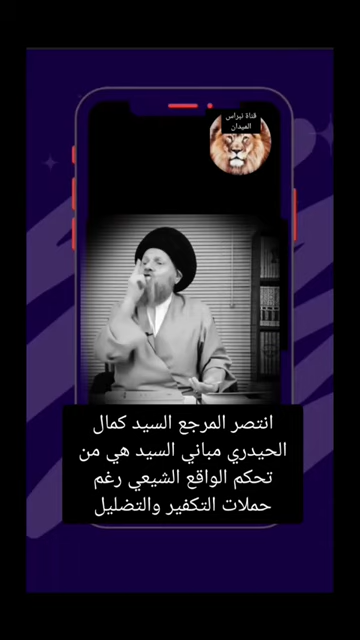 قناة نبراس
الميدان
انتصر المرجع السيد كمال
الحيدري مباني السيد هي من
تحكم الواقع الشيعي رغم
حملات التكفير والتضليل